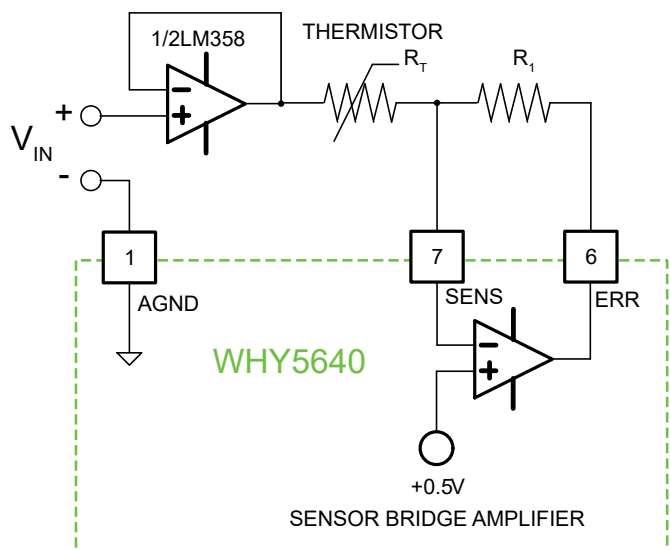 1/2LM358
THERMISTOR
R_T
R_1
+
-
V_IN
-
+
1
7
6
AGND
SENS
ERR
WHY5640
-
+
+0.5V
SENSOR BRIDGE AMPLIFIER